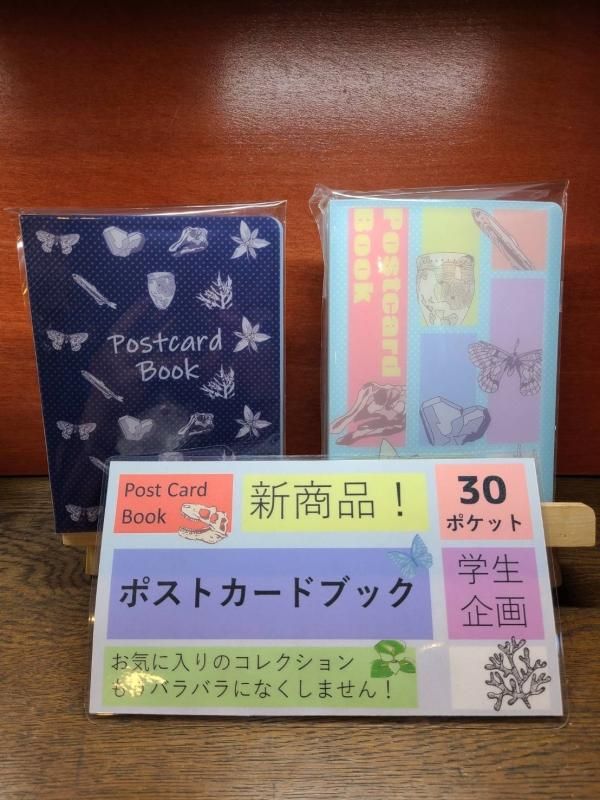 Postcard
Book
Postcard
Book
Post Card
Book
新商品！
30
ポケット
ポストカードブック
学生
企画
お気に入りのコレクション
もうバラバラになくしません！